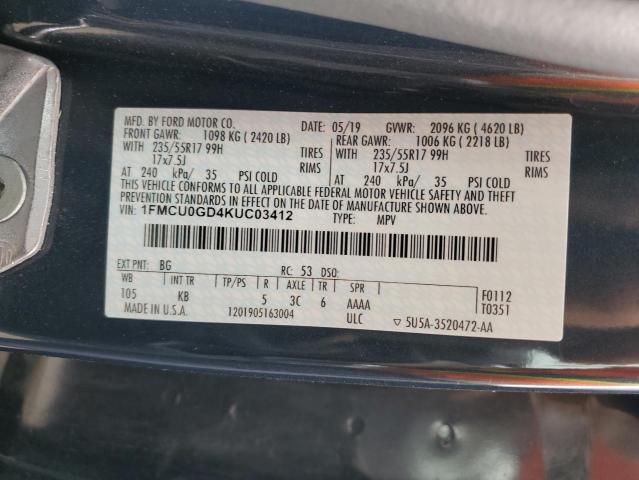 MFD. BY FORD MOTOR CO. 05/19 GVWR: 2096 KG ( 4620 LB)
FRONT GAWR: 1098 KG ( 2420 LB) REAR GAWR: 1006 KG ( 2218 LB)
WITH 235/55R17 99H TIRES WITH 235/55R17 99H TIRES
17x7.5J RIMS 17x7.5J RIMS
AT 240 kPa/ 35 PSI COLD AT 240 kPa/ 35 PSI COLD
THIS VEHICLE CONFORMS TO ALL APPLICABLE FEDERAL MOTOR VEHICLE SAFETY AND THEFT
PREVENTION STANDARDS IN EFFECT ON THE DATE OF MANUFACTURE SHOWN ABOVE.
VIN: 1FMCU0GD4KUC03412 TYPE: MPV
EXT PNT: BG RC: 53 DSO:
WB INT TR TP/PS R AXLE TR SPR F0112
105 KB 5 3C 6 AAAA T0351
MADE IN U.S.A. 1201905163004 ULC ▽ 5U5A-3520472-AA